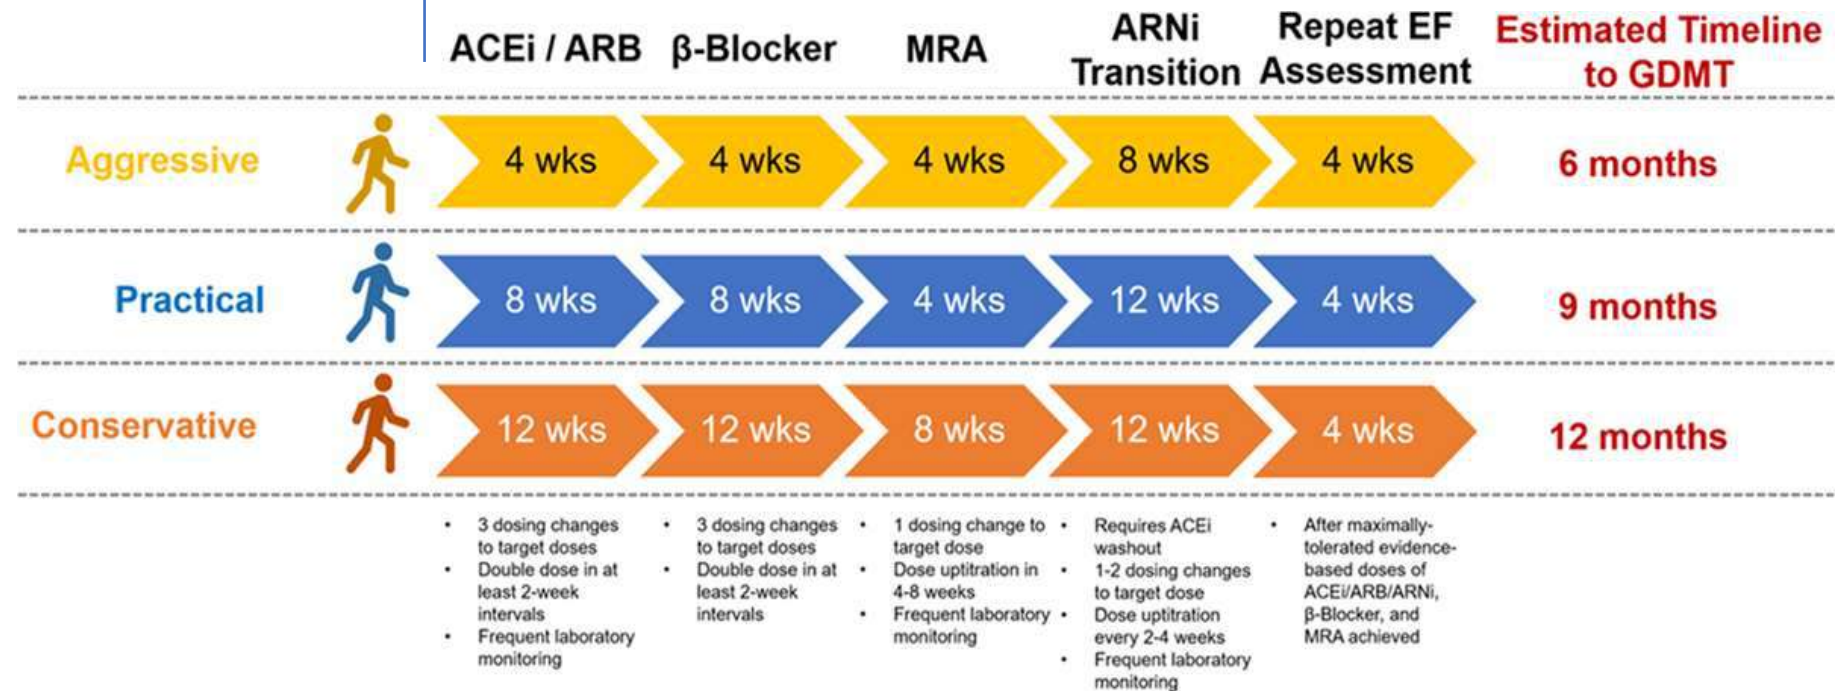 ACEi / ARB
β-Blocker
MRA
ARNi
Transition
Repeat EF
Assessment
Estimated Timeline
to GDMT
Aggressive
4 wks
4 wks
4 wks
8 wks
4 wks
6 months
Practical
8 wks
8 wks
4 wks
12 wks
4 wks
9 months
Conservative
12 wks
12 wks
8 wks
12 wks
4 wks
12 months
• 3 dosing changes
to target doses
• Double dose in at
least 2-week
intervals
• Frequent laboratory
monitoring
• 3 dosing changes
to target doses
• Double dose in at
least 2-week
intervals
• 1 dosing change to
target dose
• Dose uptitration in
4-8 weeks
• Frequent laboratory
monitoring
• Requires ACEi
washout
• 1-2 dosing changes
to target dose
• Dose uptitration
every 2-4 weeks
• Frequent laboratory
monitoring
• After maximally-
tolerated evidence-
based doses of
ACEi/ARB/ARNi,
β-Blocker, and
MRA achieved